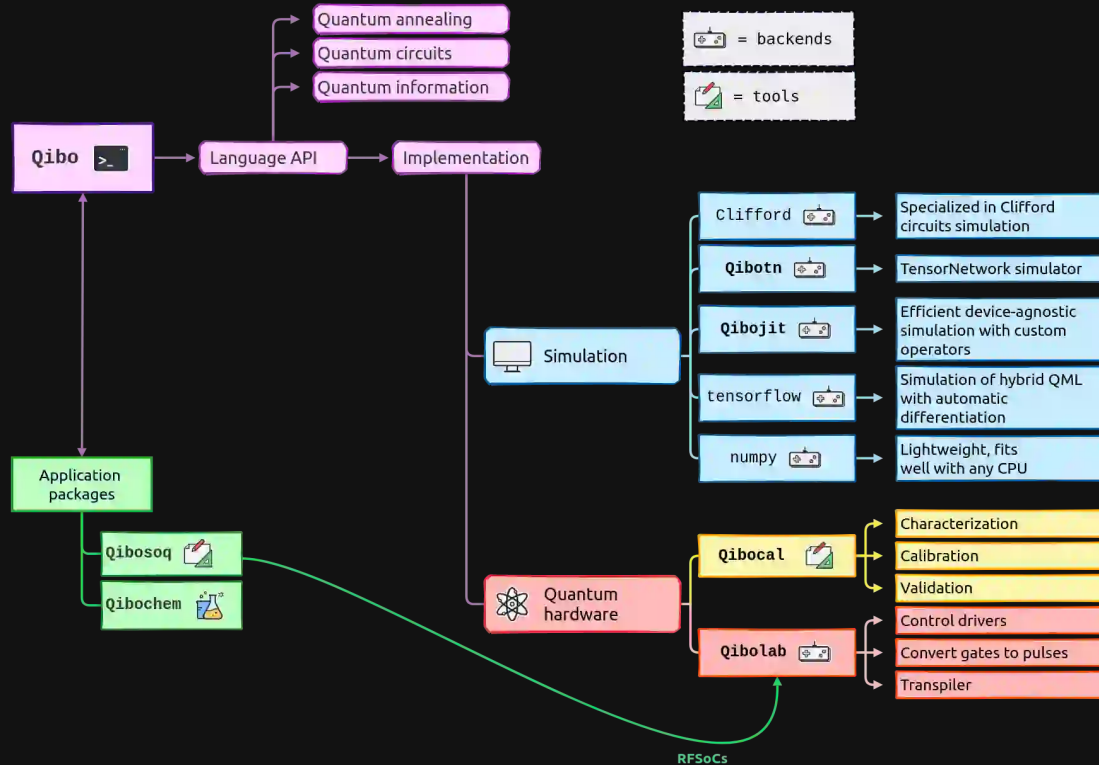 Quantum annealing
Quantum circuits
Quantum information
= backends
= tools
Qibo >_
Language API
Implementation
Clifford
Specialized in Clifford
circuits simulation
Qibotn
TensorNetwork simulator
Qibojit
Efficient device-agnostic
simulation with custom
operators
Simulation
tensorflow
Simulation of hybrid QML
with automatic
differentiation
numpy
Lightweight, fits
well with any CPU
Application
packages
Qibosoq
Qibochem
Quantum
hardware
Qibocal
Characterization
Calibration
Validation
Qibolab
Control drivers
Convert gates to pulses
Transpiler
RFSoCs